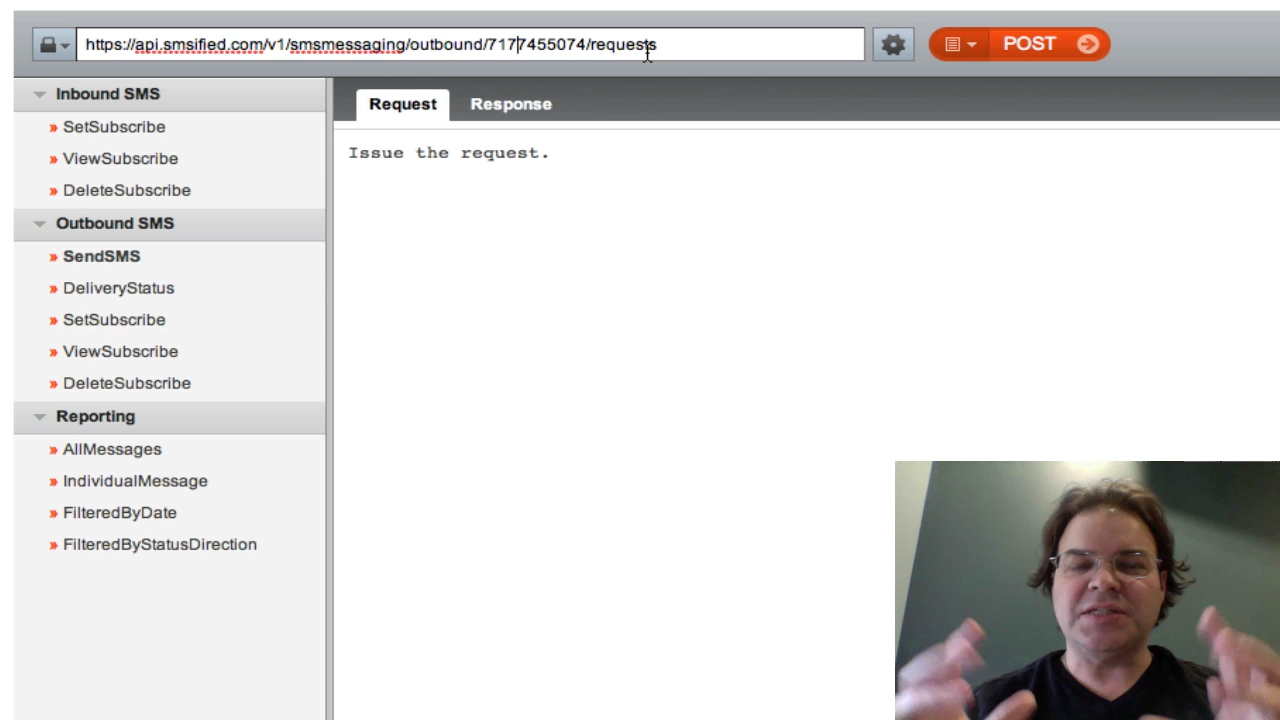 https://api.smsified.com/v1/smsmessaging/outbound/7177455074/requests
POST
Inbound SMS
» SetSubscribe
» ViewSubscribe
» DeleteSubscribe
Outbound SMS
» SendSMS
» DeliveryStatus
» SetSubscribe
» ViewSubscribe
» DeleteSubscribe
Reporting
» AllMessages
» IndividualMessage
» FilteredByDate
» FilteredByStatusDirection
Request Response
Issue the request.